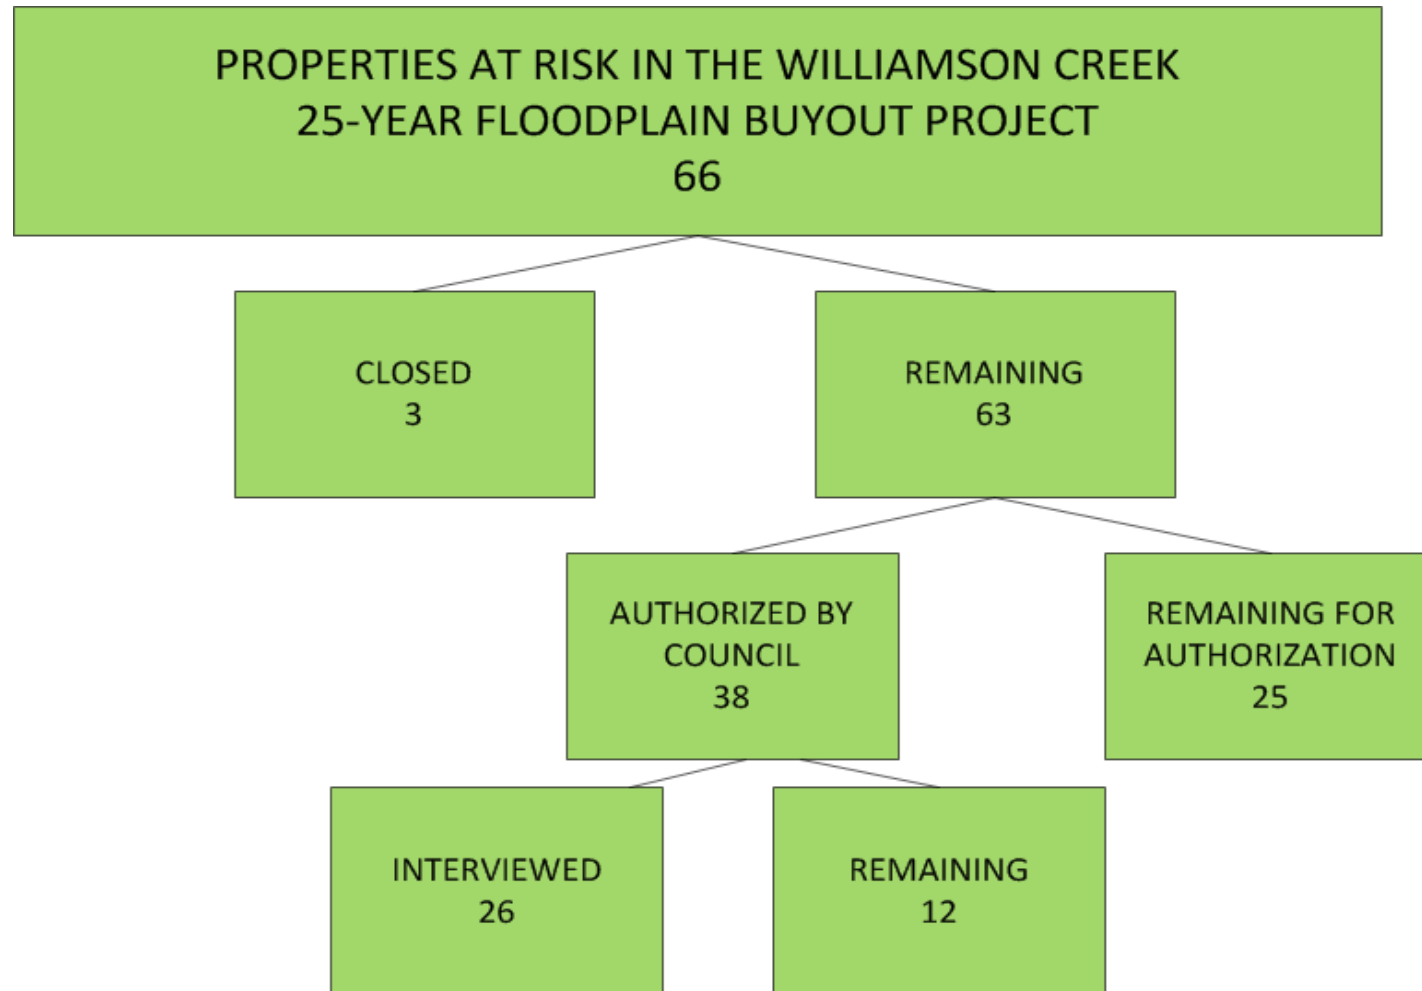 PROPERTIES AT RISK IN THE WILLIAMSON CREEK
25-YEAR FLOODPLAIN BUYOUT PROJECT
66
CLOSED
3
REMAINING
63
AUTHORIZED BY
COUNCIL
38
REMAINING FOR
AUTHORIZATION
25
INTERVIEWED
26
REMAINING
12